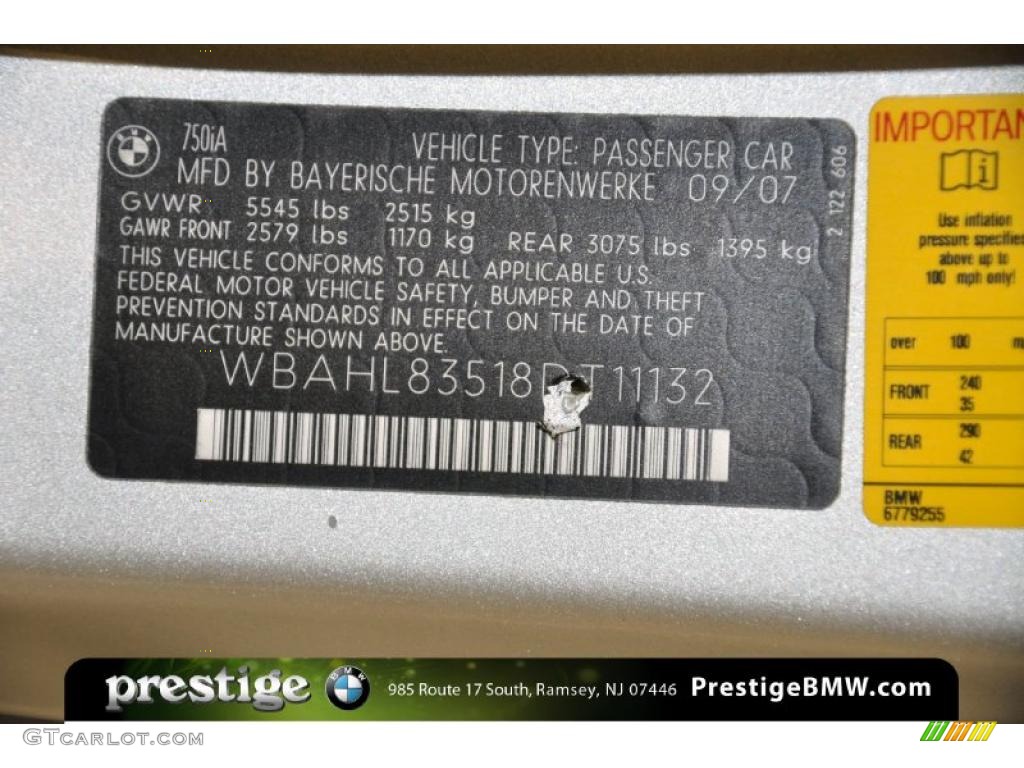 750iA
VEHICLE TYPE: PASSENGER CAR
MFD BY BAYERISCHE MOTORENWERKE 09/07
GVWR 5545 lbs 2515 kg
GAWR FRONT 2579 lbs 1170 kg REAR 3075 lbs 1395 kg
THIS VEHICLE CONFORMS TO ALL APPLICABLE U.S.
FEDERAL MOTOR VEHICLE SAFETY, BUMPER AND THEFT
PREVENTION STANDARDS IN EFFECT ON THE DATE OF
MANUFACTURE SHOWN ABOVE.
WBAHL83518DT11132
2 122 606
IMPORTAN
Use inflation
pressure specified
above up to
100 mph only!
over 100 m
FRONT 240
35
REAR 290
42
BMW
6779255
prestige BMW 985 Route 17 South, Ramsey, NJ 07446 PrestigeBMW.com
GTCARLOT.COM